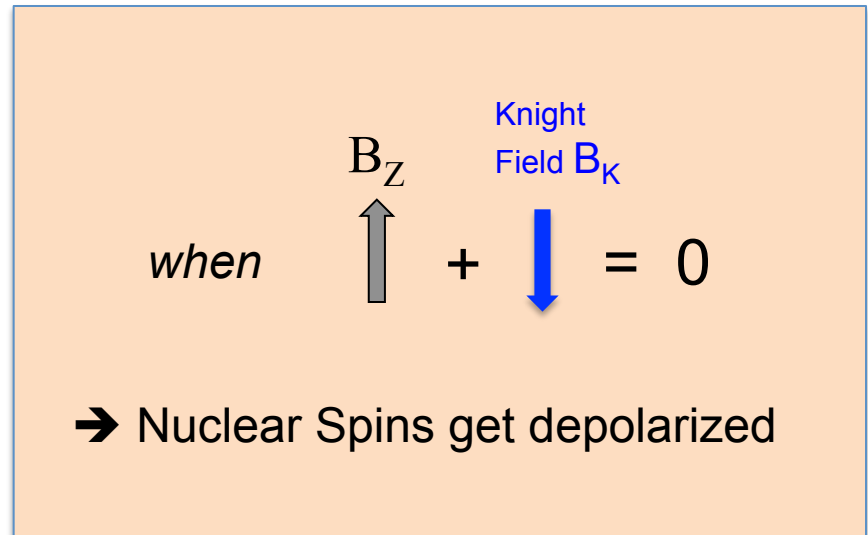 Knight
B_Z Field B_K
when + = 0
➔ Nuclear Spins get depolarized